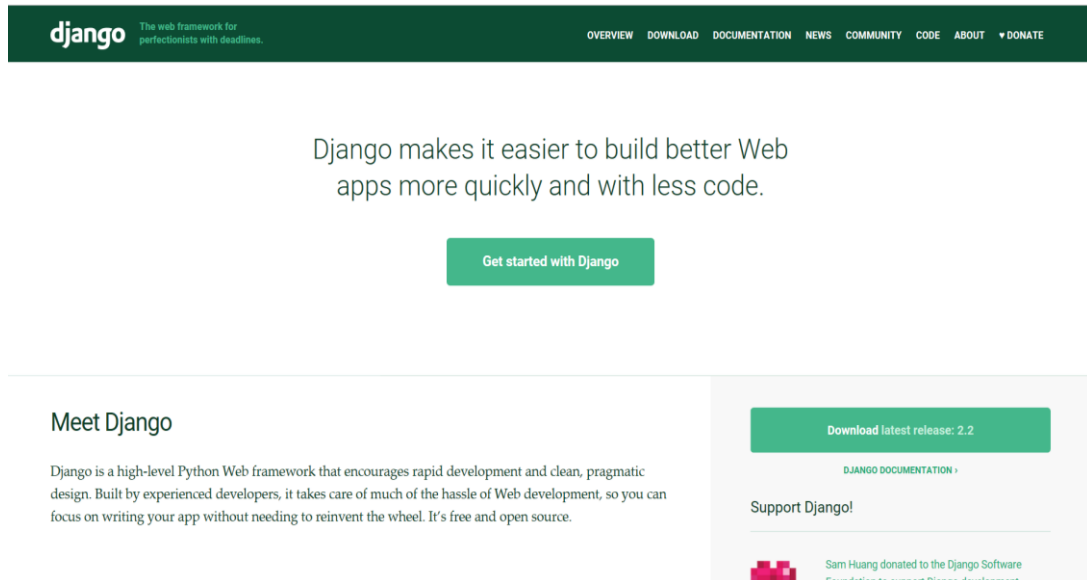 django
The web framework for
perfectionists with deadlines.
OVERVIEW DOWNLOAD DOCUMENTATION NEWS COMMUNITY CODE ABOUT ♥ DONATE
Django makes it easier to build better Web
apps more quickly and with less code.
Get started with Django
Meet Django
Django is a high-level Python Web framework that encourages rapid development and clean, pragmatic
design. Built by experienced developers, it takes care of much of the hassle of Web development, so you can
focus on writing your app without needing to reinvent the wheel. It’s free and open source.
Download latest release: 2.2
DJANGO DOCUMENTATION ›
Support Django!
Sam Huang donated to the Django Software
Foundation to support Django development.